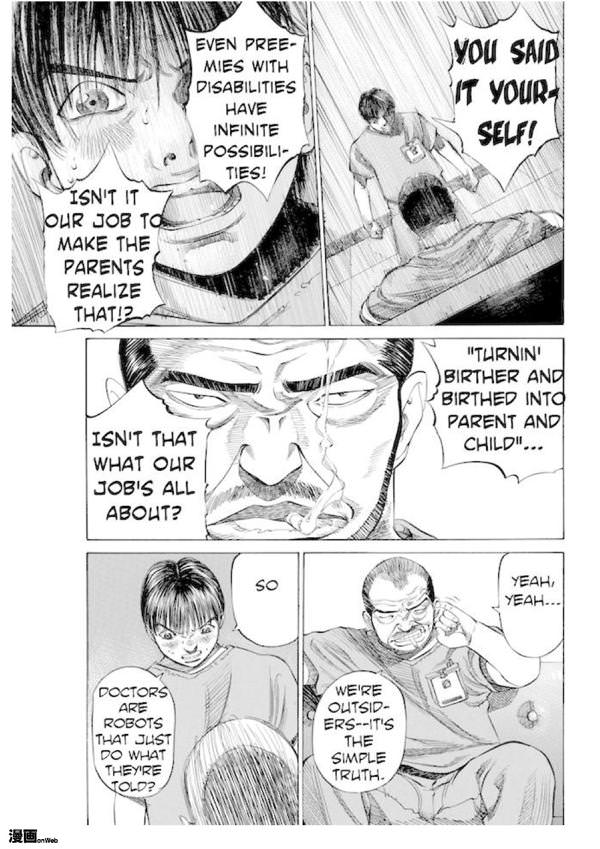 YOU SAID
IT YOUR-
SELF!
EVEN PREE-
MIES WITH
DISABILITIES
HAVE
INFINITE
POSSIBILI-
TIES!
ISN'T IT
OUR JOB TO
MAKE THE
PARENTS
REALIZE
THAT!?
"TURNIN'
BIRTHER AND
BIRTHED INTO
PARENT AND
CHILD"...
ISN'T THAT
WHAT OUR
JOB'S ALL
ABOUT?
YEAH,
YEAH...
WE'RE
OUTSID-
ERS--IT'S
THE
SIMPLE
TRUTH.
SO
DOCTORS
ARE
ROBOTS
THAT JUST
DO WHAT
THEY'RE
TOLD?
漫画onWeb